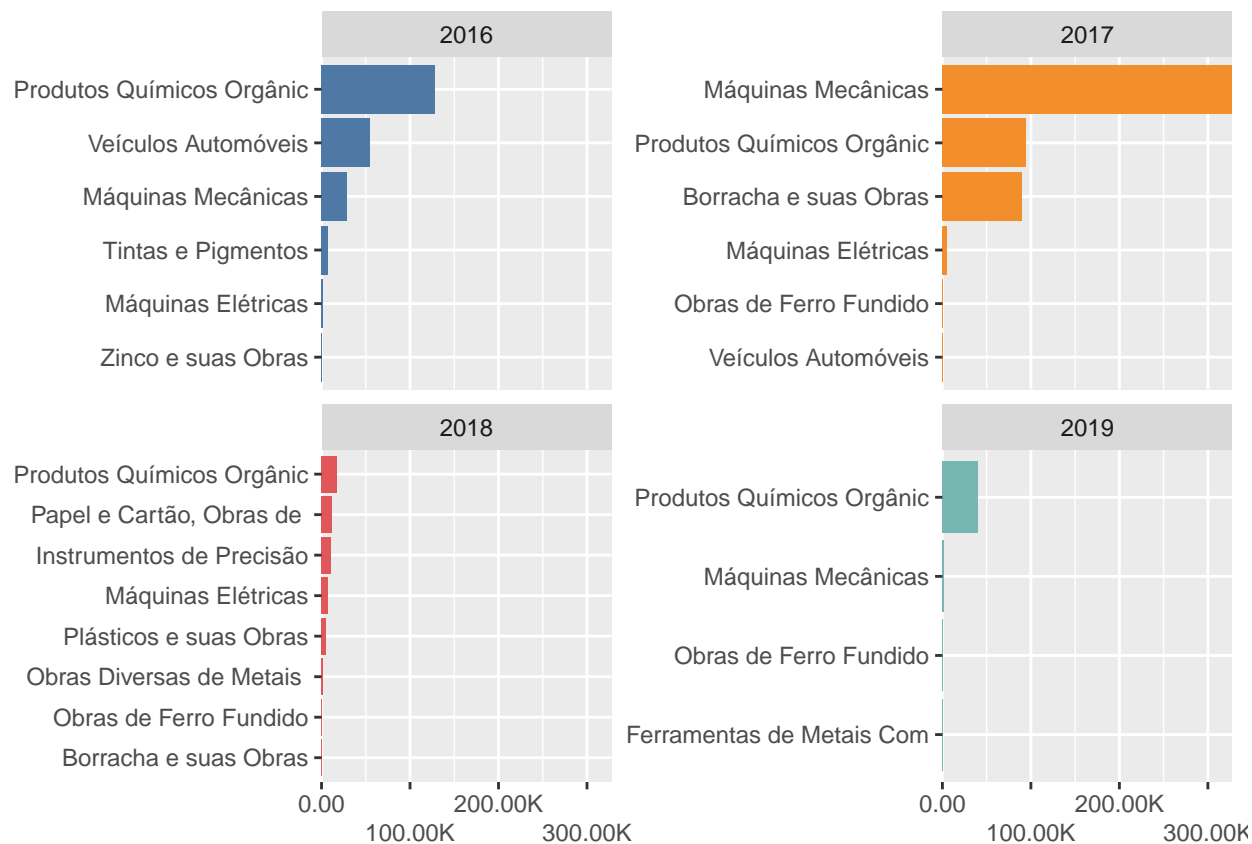 2016
Produtos Químicos Orgânic
Veículos Automóveis
Máquinas Mecânicas
Tintas e Pigmentos
Máquinas Elétricas
Zinco e suas Obras
2017
Máquinas Mecânicas
Produtos Químicos Orgânic
Borracha e suas Obras
Máquinas Elétricas
Obras de Ferro Fundido
Veículos Automóveis
2018
Produtos Químicos Orgânic
Papel e Cartão, Obras de
Instrumentos de Precisão
Máquinas Elétricas
Plásticos e suas Obras
Obras Diversas de Metais
Obras de Ferro Fundido
Borracha e suas Obras
0.00 200.00K
100.00K 300.00K
2019
Produtos Químicos Orgânic
Máquinas Mecânicas
Obras de Ferro Fundido
Ferramentas de Metais Com
0.00 200.00K
100.00K 300.00K